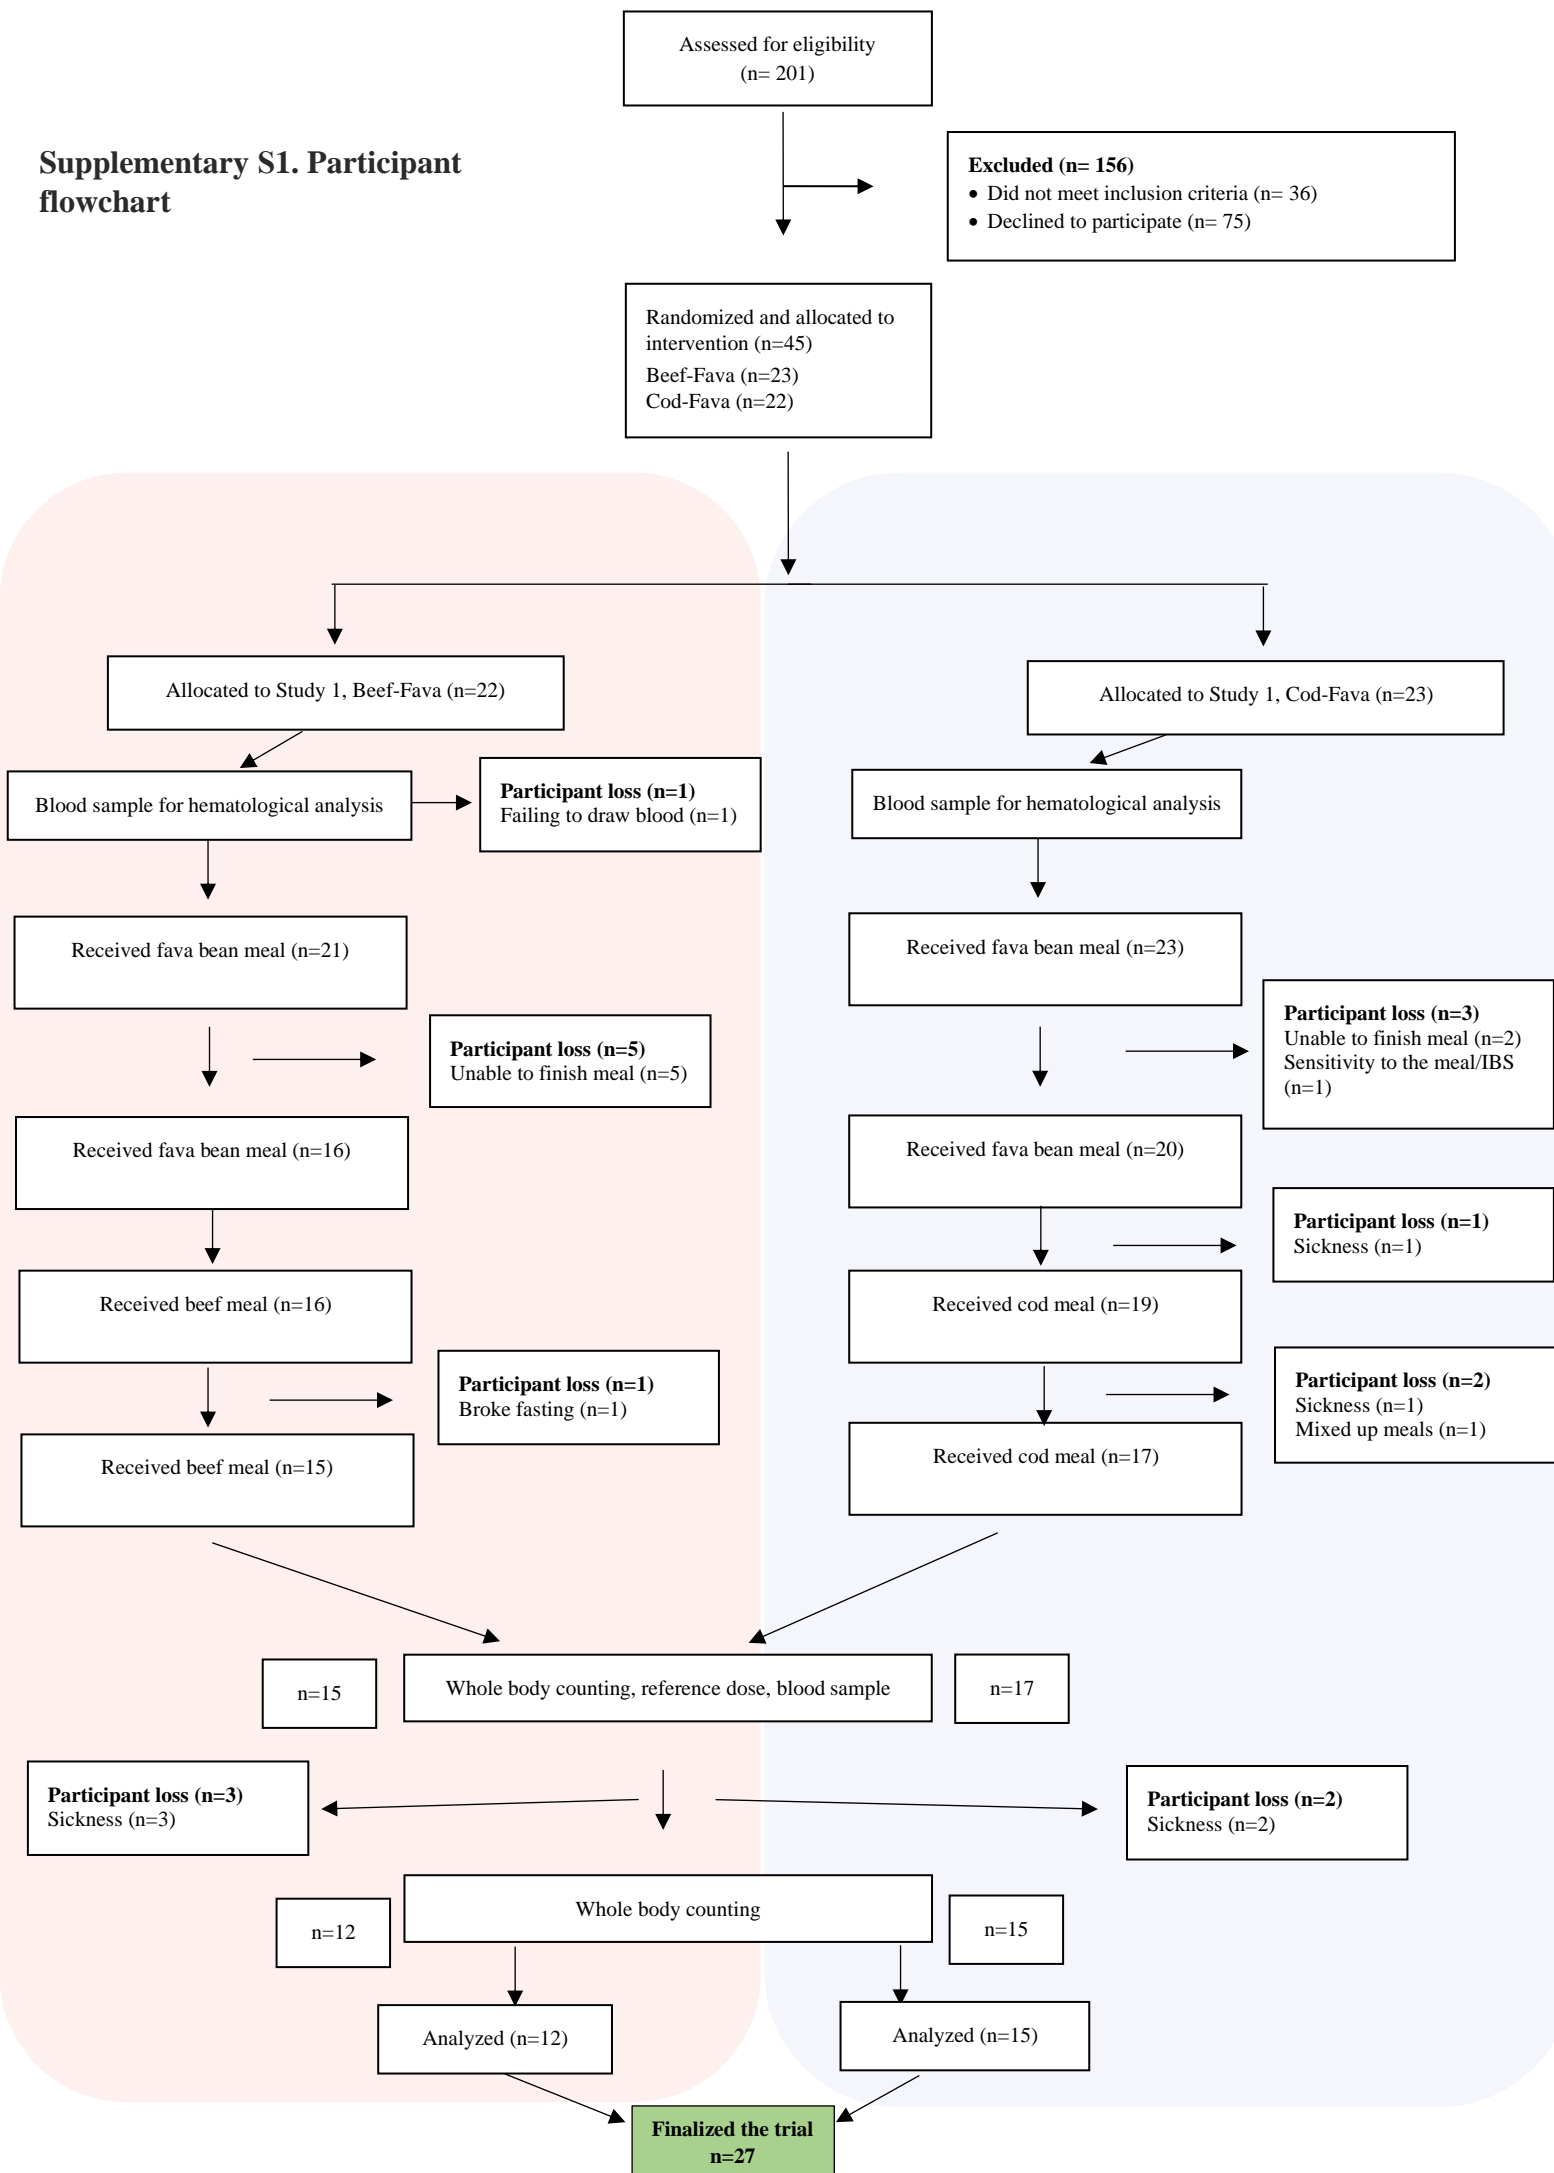 Assessed for eligibility
(n= 201)
Supplementary S1. Participant
flowchart
Excluded (n= 156)
• Did not meet inclusion criteria (n= 36)
• Declined to participate (n= 75)
Randomized and allocated to
intervention (n=45)
Beef-Fava (n=23)
Cod-Fava (n=22)
Allocated to Study 1, Beef-Fava (n=22)
Allocated to Study 1, Cod-Fava (n=23)
Blood sample for hematological analysis
Participant loss (n=1)
Failing to draw blood (n=1)
Blood sample for hematological analysis
Received fava bean meal (n=21)
Received fava bean meal (n=23)
Participant loss (n=5)
Unable to finish meal (n=5)
Participant loss (n=3)
Unable to finish meal (n=2)
Sensitivity to the meal/IBS
(n=1)
Received fava bean meal (n=16)
Received fava bean meal (n=20)
Participant loss (n=1)
Sickness (n=1)
Received beef meal (n=16)
Received cod meal (n=19)
Participant loss (n=1)
Broke fasting (n=1)
Participant loss (n=2)
Sickness (n=1)
Mixed up meals (n=1)
Received beef meal (n=15)
Received cod meal (n=17)
n=15
Whole body counting, reference dose, blood sample
n=17
Participant loss (n=3)
Sickness (n=3)
Participant loss (n=2)
Sickness (n=2)
n=12
Whole body counting
n=15
Analyzed (n=12)
Analyzed (n=15)
Finalized the trial
n=27